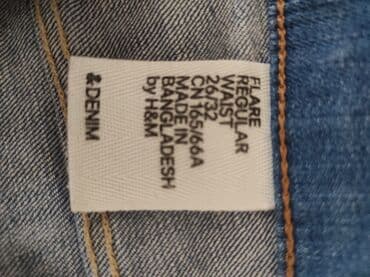 FLARE
REGULAR
WAIST
26/32
CN 165/66A
MADE IN
BANGLADESH
by H&M
&DENIM